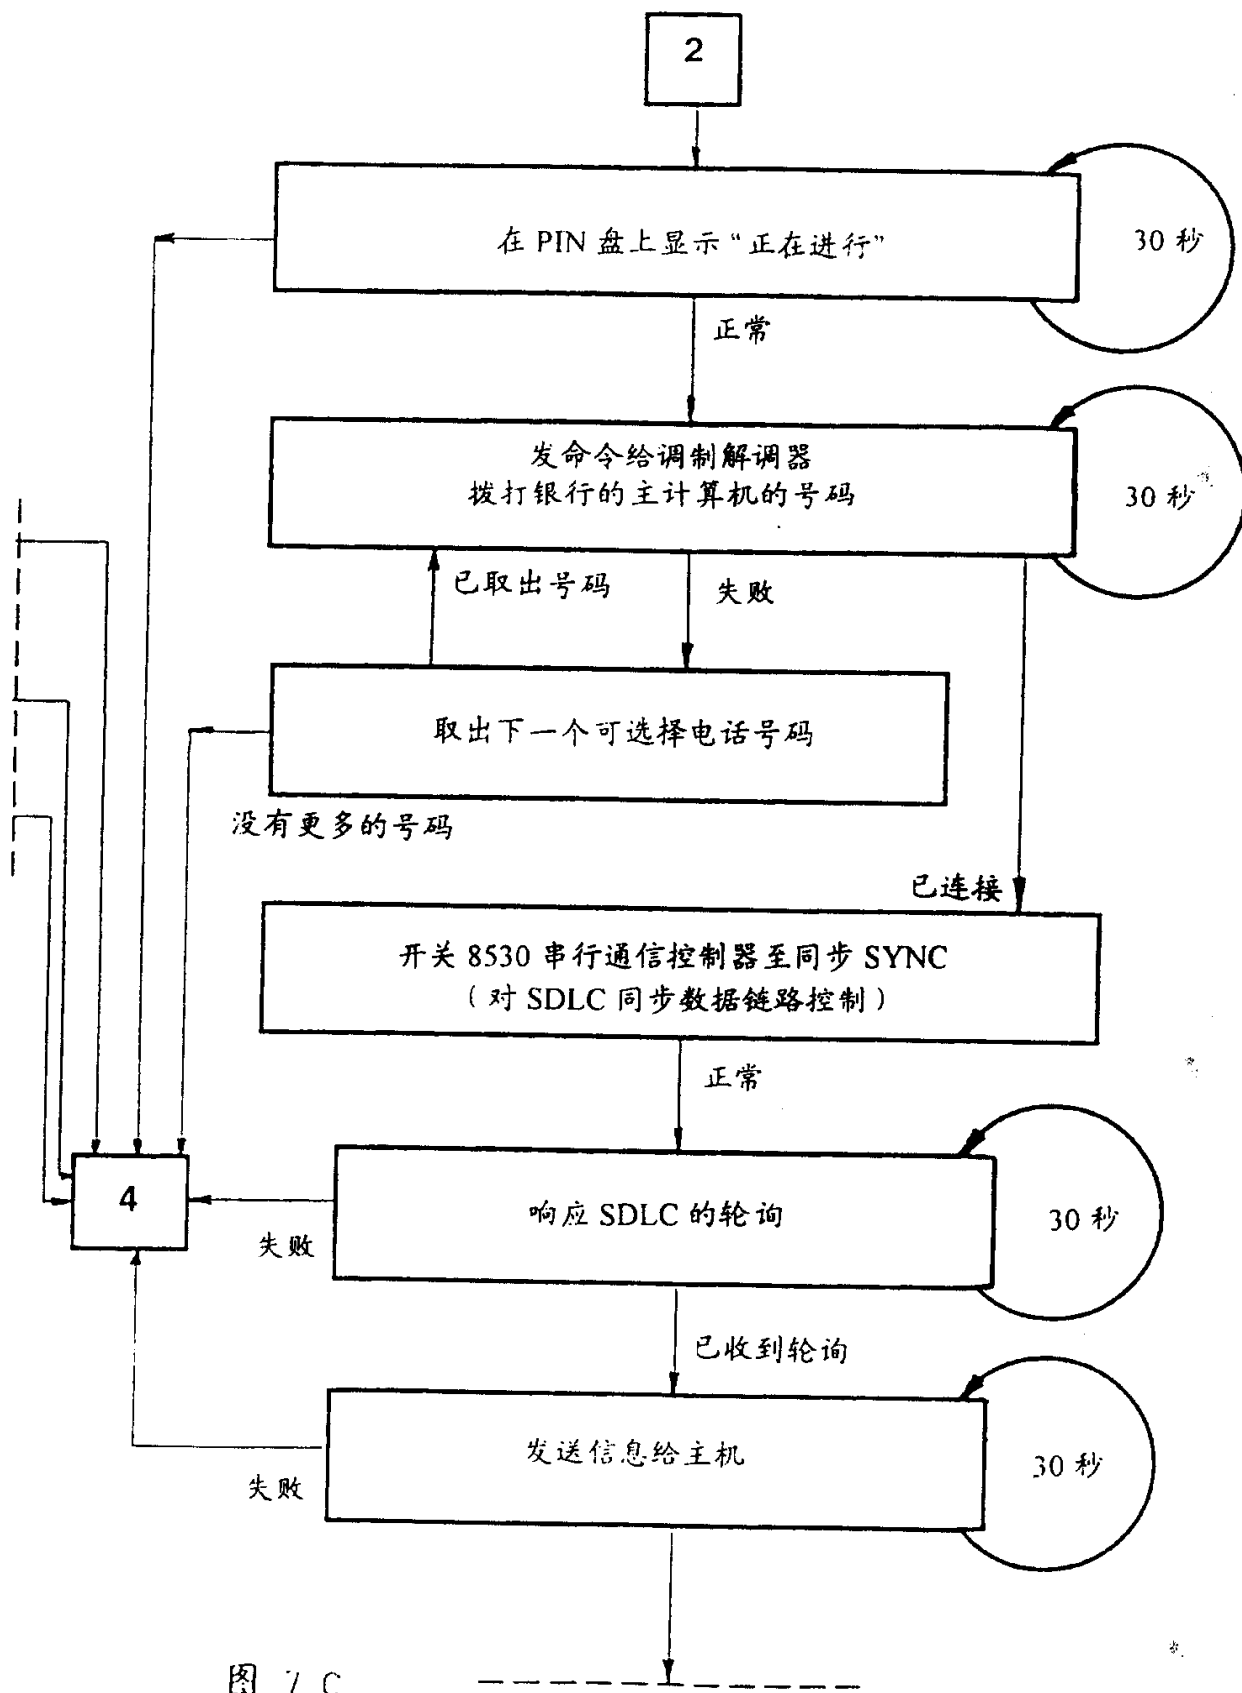 2
在 PIN 盘上显示“正在进行”
30 秒
正常
发命令给调制解调器
拨打银行的主计算机的号码
30 秒
已取出号码
失败
取出下一个可选择电话号码
没有更多的号码
已连接
开关 8530 串行通信控制器至同步 SYNC
(对 SDLC 同步数据链路控制)
正常
4
响应 SDLC 的轮询
30 秒
失败
已收到轮询
发送信息给主机
30 秒
失败
图 7 C